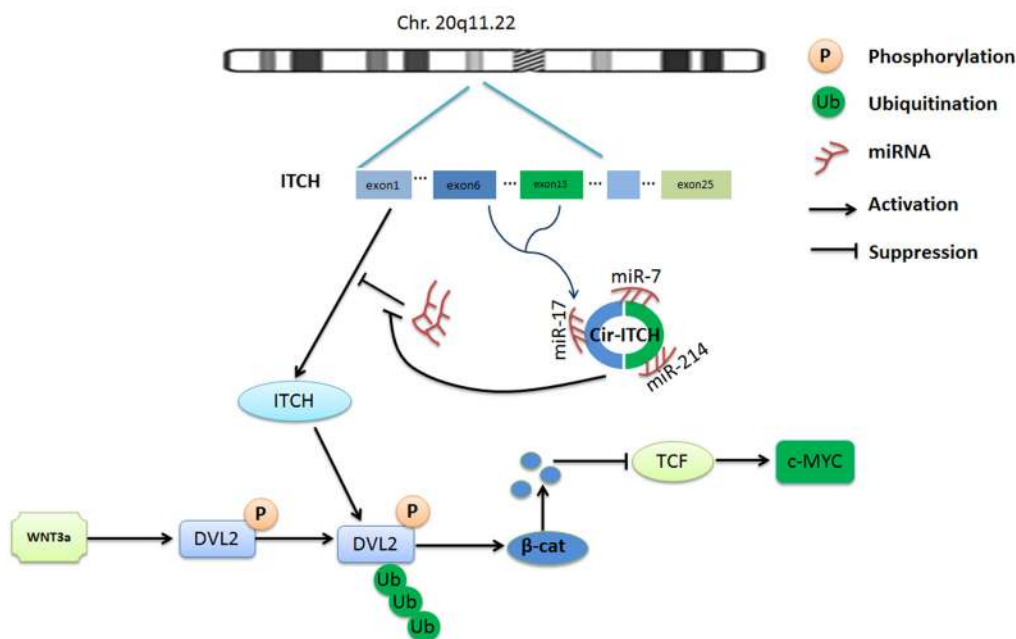 Chr. 20q11.22
P Phosphorylation
Ub Ubiquitination
miRNA
Activation
Suppression
ITCH
exon1 ... exon6 ... exon13 ... ... exon25
miR-7
miR-17
Cir-ITCH
miR-214
ITCH
TCF
c-MYC
P
P
WNT3a
DVL2
DVL2
β-cat
Ub
Ub
Ub